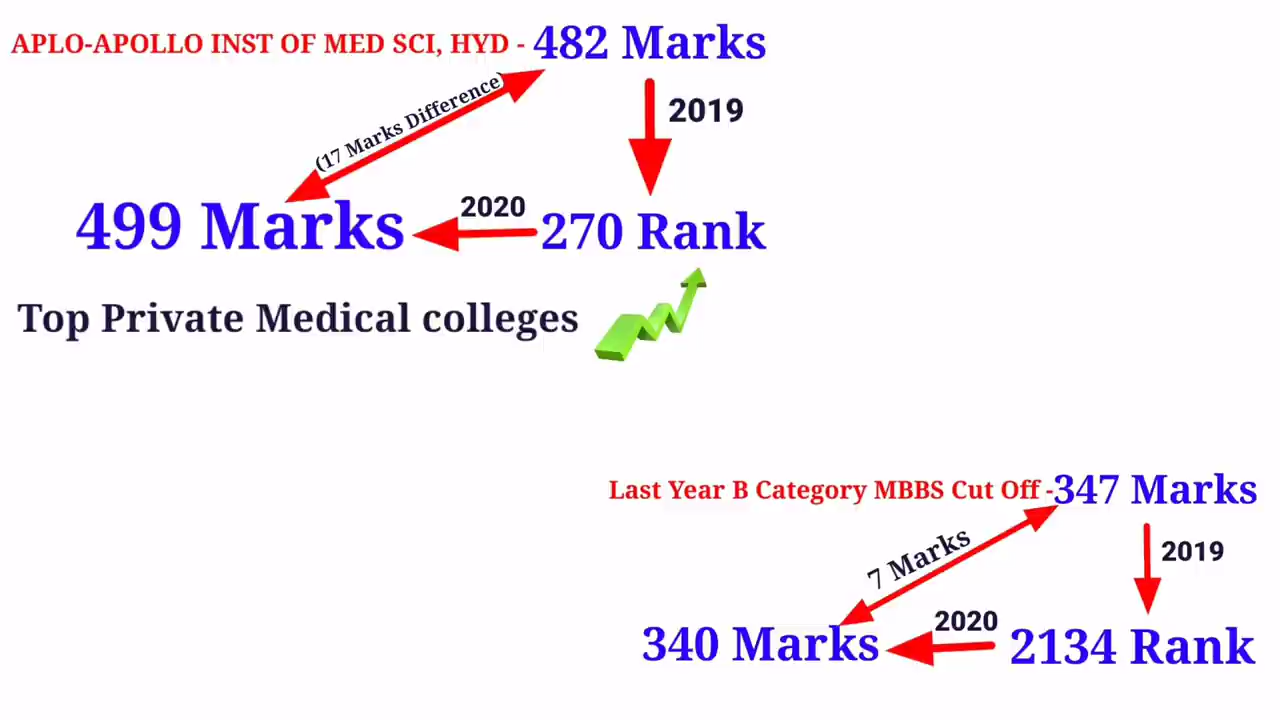 APLO-APOLLO INST OF MED SCI, HYD - 482 Marks
(17 Marks Difference)
2019
499 Marks
2020
270 Rank
Top Private Medical colleges
Last Year B Category MBBS Cut Off -347 Marks
7 Marks
2019
340 Marks
2020
2134 Rank